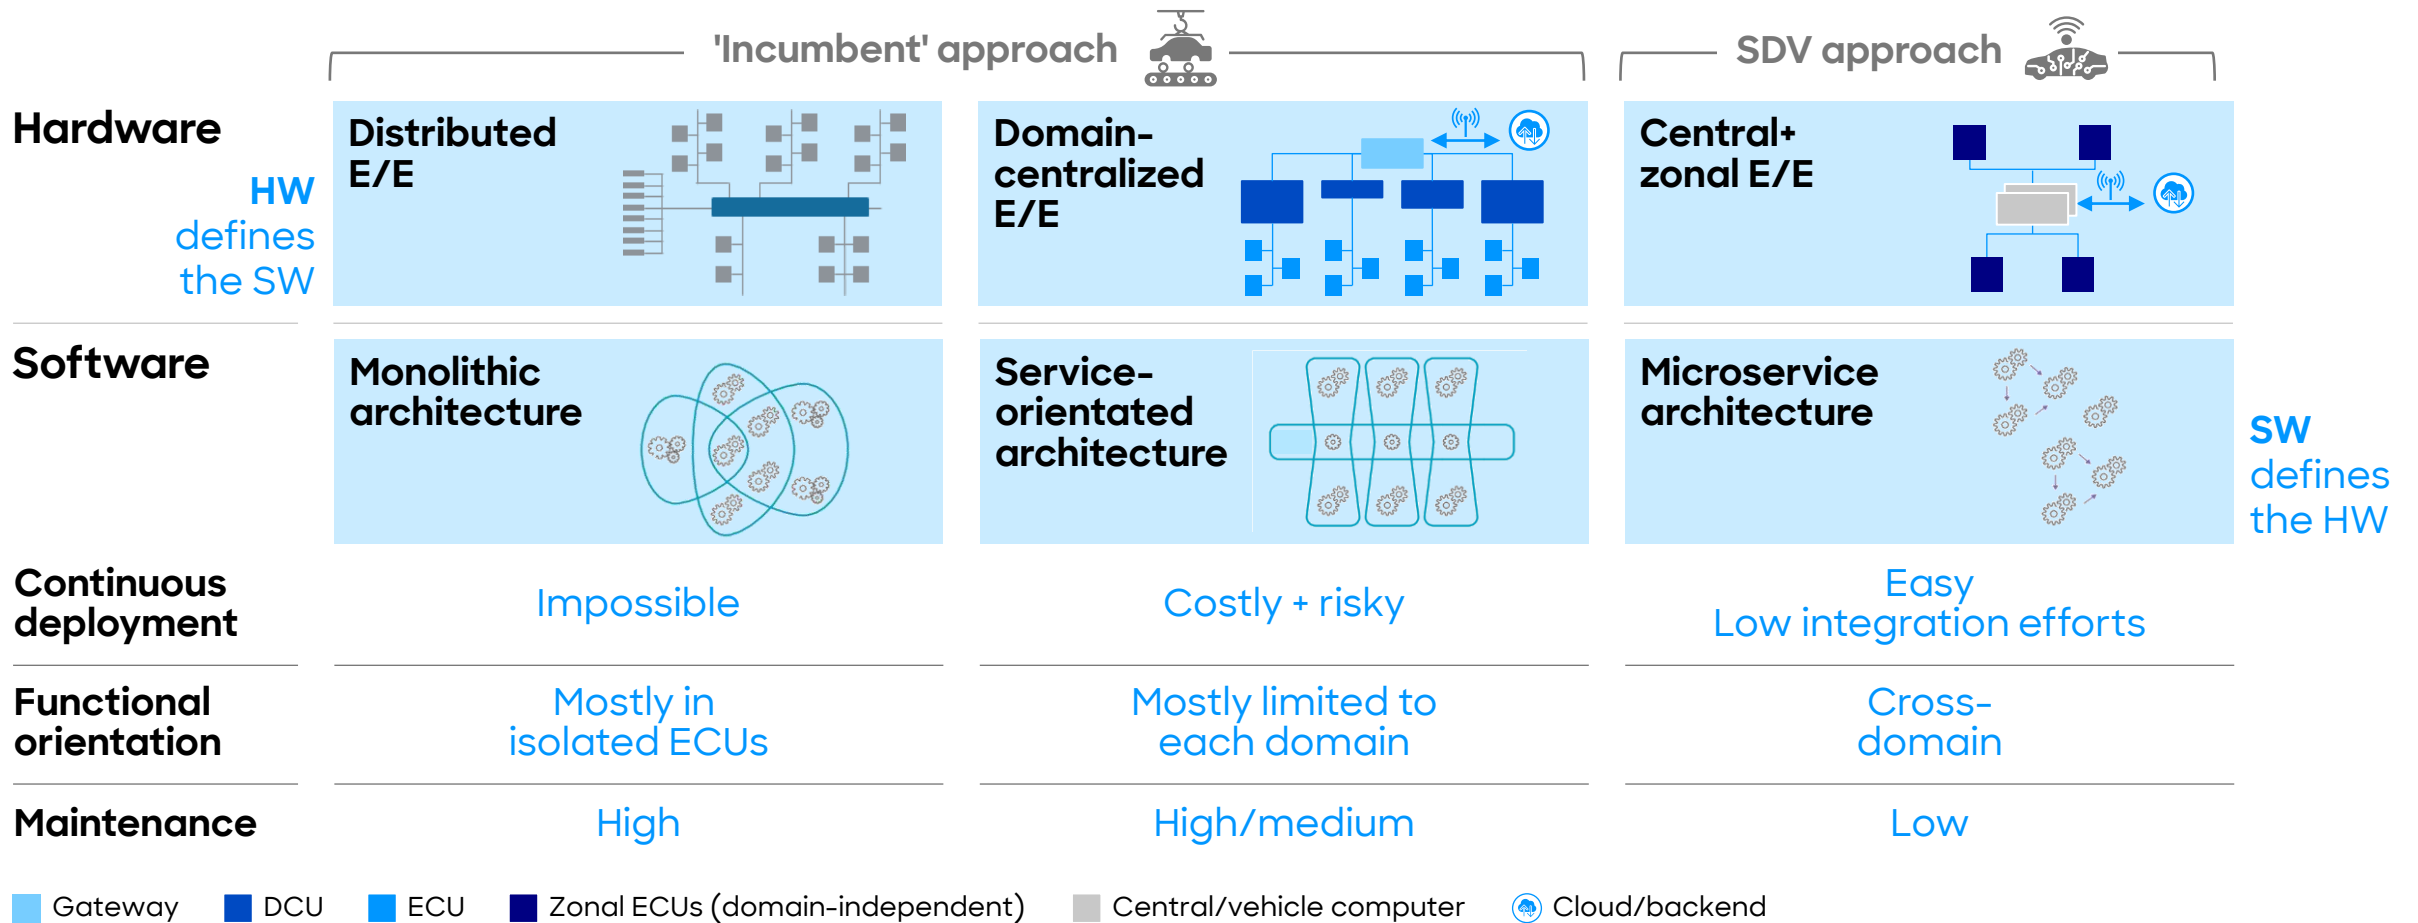 'Incumbent' approach
SDV approach
Hardware
HW
defines
the SW
Distributed
E/E
Domain-
centralized
E/E
Central+
zonal E/E
Software
Monolithic
architecture
Service-
orientated
architecture
Microservice
architecture
SW
defines
the HW
Continuous
deployment
Impossible
Costly + risky
Easy
Low integration efforts
Functional
orientation
Mostly in
isolated ECUs
Mostly limited to
each domain
Cross-
domain
Maintenance
High
High/medium
Low
Gateway
DCU
ECU
Zonal ECUs (domain-independent)
Central/vehicle computer
Cloud/backend